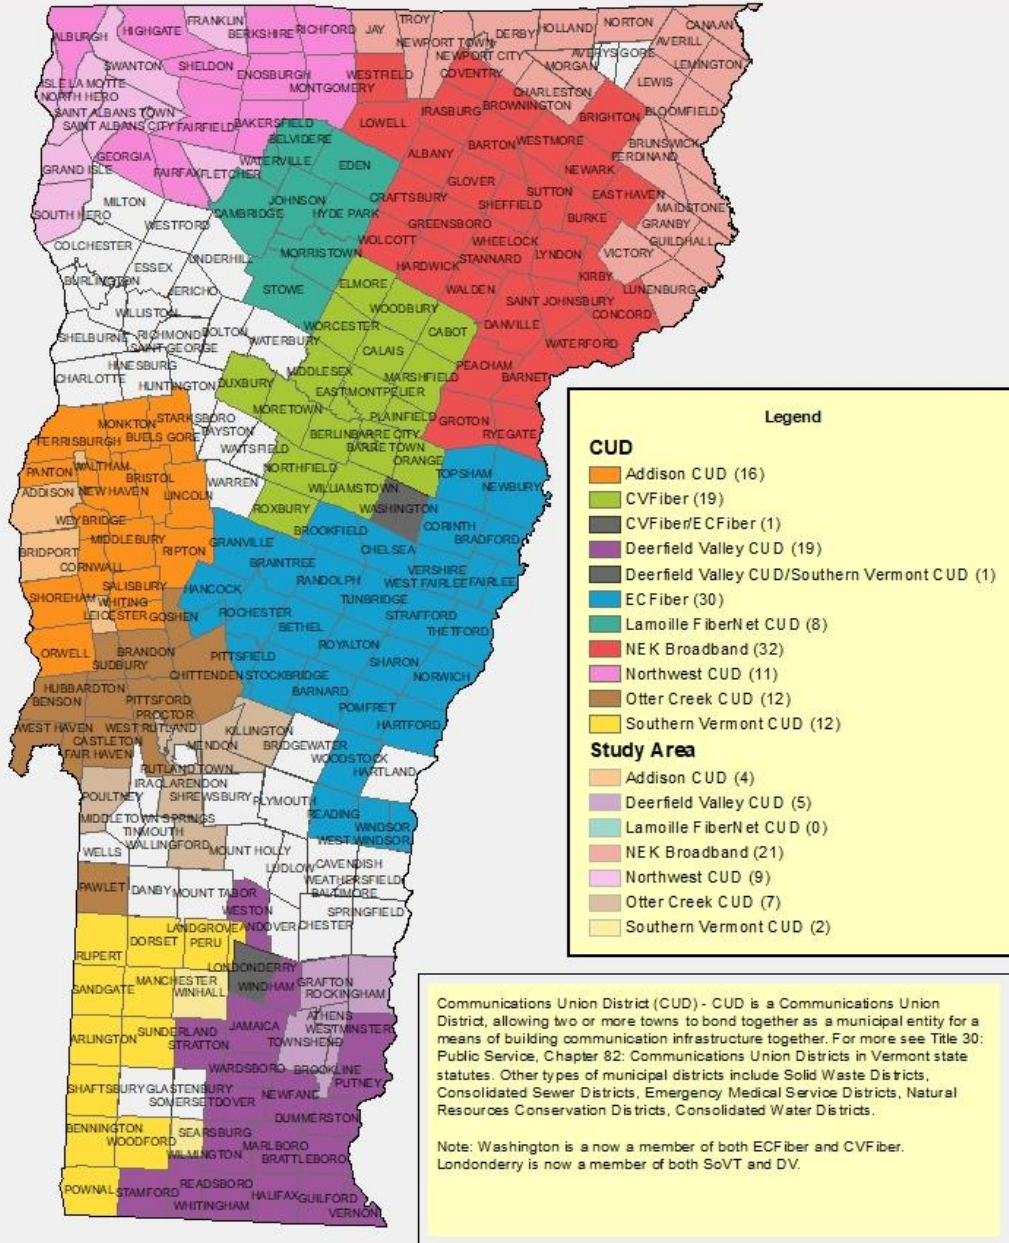 FRANKLIN
ALBURGH
HIGHGATE
BERKSHIRE
RICHFORD
JAY
TROY
NEWPORT TOWN
DERBY
HOLLAND
NORTON
CANAAN
NEWPORT CITY
AVERYS GORE
AVERILL
MORGAN
LEMINGTON
SWANTON
SHELDON
ENOSBURGH
MONTGOMERY
WESTFIELD
COVENTRY
CHARLESTON
LEWIS
ISLE LA MOTTE
NORTH HERO
SAINT ALBANS TOWN
SAINT ALBANS CITY
FAIRFIELD
BAKERSFIELD
BELVIDERE
LOWELL
IRASBURG
BROWNINGTON
BRIGHTON
BLOOMFIELD
BRUNSWICK
FERDINAND
GEORGIA
GRAND ISLE
FAIRFAX
FLETCHER
WATERVILLE
EDEN
ALBANY
BARTON
WESTMORE
NEWARK
GLOVER
SUTTON
EAST HAVEN
MAIDSTONE
SOUTH HERO
MILTON
WESTFORD
CAMBRIDGE
JOHNSON
HYDE PARK
CRAFTSBURY
SHEFFIELD
GREENSBORO
BURKE
GRANBY
GUILDHALL
COLCHESTER
UNDERHILL
MORRISTOWN
WOLCOTT
WHEELOCK
STANNARD
LYNDON
VICTORY
ESSEX
BURLINGTON
JERICHO
STOWE
ELMORE
HARDWICK
WALDEN
KIRBY
LUNENBURG
WILLISTON
WOODBURY
SAINT JOHNSBURY
CONCORD
SHELBURNE
RICHMOND
BOLTON
SAINT GEORGE
WATERBURY
WORCESTER
CABOT
DANVILLE
WATERFORD
CALAIS
HINESBURG
CHARLOTTE
HUNTINGTON
DUXBURY
MIDDLESEX
MARSHFIELD
PEACHAM
BARNET
EAST MONTPELIER
MORETOWN
PLAINFIELD
MONKTON
STARKSBORO
BUELS GORE
FAYSTON
FERRISBURGH
WAITSFIELD
BERLIN
BARRE CITY
BARRE TOWN
GROTON
RYEGATE
ORANGE
PANTON
WALTHAM
BRISTOL
NORTHFIELD
TOPSHAM
ADDISON
NEW HAVEN
LINCOLN
WARREN
WILLIAMSTOWN
NEWBURY
ROXBURY
WASHINGTON
WEYBRIDGE
BROOKFIELD
CORINTH
BRADFORD
MIDDLEBURY
RIPTON
GRANVILLE
CHELSEA
BRIDPORT
CORNWALL
BRAINTREE
VERSHIRE
SALISBURY
HANCOCK
RANDOLPH
WEST FAIRLEE
FAIRLEE
SHOREHAM
WHITING
LEICESTER
GOSHEN
ROCHESTER
TUNBRIDGE
STRAFFORD
BETHEL
THETFORD
ORWELL
BRANDON
SUDBURY
PITTSFIELD
ROYALTON
SHARON
CHITTENDEN
STOCKBRIDGE
NORWICH
HUBBARDTON
BENSON
PITTSFORD
BARNARD
POMFRET
PROCTOR
WEST HAVEN
WEST RUTLAND
KILLINGTON
HARTFORD
CASTLETON
FAIR HAVEN
MENDON
BRIDGEWATER
WOODSTOCK
RUTLAND TOWN
HARTLAND
IRA
CLARENDON
POULTNEY
SHREWSBURY
PLYMOUTH
READING
MIDDLETOWN SPRINGS
TINMOUTH
WINDSOR
WEST WINDSOR
WELLS
WALLINGFORD
MOUNT HOLLY
LUDLOW
CAVENDISH
WEATHERSFIELD
BALTIMORE
PAWLET
DANBY
MOUNT TABOR
WESTON
SPRINGFIELD
LANDGROVE
ANDOVER
CHESTER
DORSET
PERU
RUPERT
LONDONDERRY
MANCHESTER
WINHALL
WINDHAM
GRAFTON
ROCKINGHAM
SANDGATE
ATHENS
JAMAICA
WESTMINSTER
ARLINGTON
SUNDERLAND
STRATTON
TOWNSHEND
WARDSBORO
BROOKLINE
PUTNEY
SHAFTSBURY
GLASTENBURY
SOMERSET
DOVER
NEWFANE
DUMMERSTON
BENNINGTON
WOODFORD
SEARSBURG
WILMINGTON
MARLBORO
BRATTLEBORO
POWNAL
STAMFORD
READSBORO
WHITINGHAM
HALIFAX
GUILFORD
VERNON
Legend
CUD
Addison CUD (16)
CVFiber (19)
CVFiber/ECFiber (1)
Deerfield Valley CUD (19)
Deerfield Valley CUD/Southern Vermont CUD (1)
ECFiber (30)
Lamoille FiberNet CUD (8)
NEK Broadband (32)
Northwest CUD (11)
Otter Creek CUD (12)
Southern Vermont CUD (12)
Study Area
Addison CUD (4)
Deerfield Valley CUD (5)
Lamoille FiberNet CUD (0)
NEK Broadband (21)
Northwest CUD (9)
Otter Creek CUD (7)
Southern Vermont CUD (2)
Communications Union District (CUD) - CUD is a Communications Union
District, allowing two or more towns to bond together as a municipal entity for a
means of building communication infrastructure together. For more see Title 30:
Public Service, Chapter 82: Communications Union Districts in Vermont state
statutes. Other types of municipal districts include Solid Waste Districts,
Consolidated Sewer Districts, Emergency Medical Service Districts, Natural
Resources Conservation Districts, Consolidated Water Districts.
Note: Washington is a now a member of both ECFiber and CVFiber.
Londonderry is now a member of both SoVT and DV.